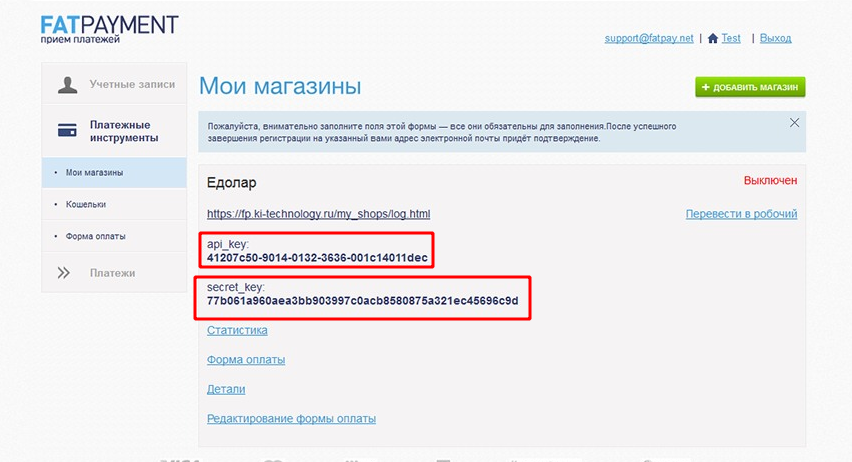 FATPAYMENT
прием платежей
support@fatpay.net | Test | Выход
Учетные записи
Платежные
инструменты
Мои магазины
Кошельки
Форма оплаты
Платежи
Мои магазины
+ ДОБАВИТЬ МАГАЗИН
Пожалуйста, внимательно заполните поля этой формы — все они обязательны для заполнения.После успешного
завершения регистрации на указанный вами адрес электронной почты придёт подтверждение.
Едолар
Выключен
https://fp.ki-technology.ru/my_shops/log.html
Перевести в робочий
api_key:
41207c50-9014-0132-3636-001c14011dec
secret_key:
77b061a960aea3bb903997c0acb8580875a321ec45696c9d
Статистика
Форма оплаты
Детали
Редактирование формы оплаты